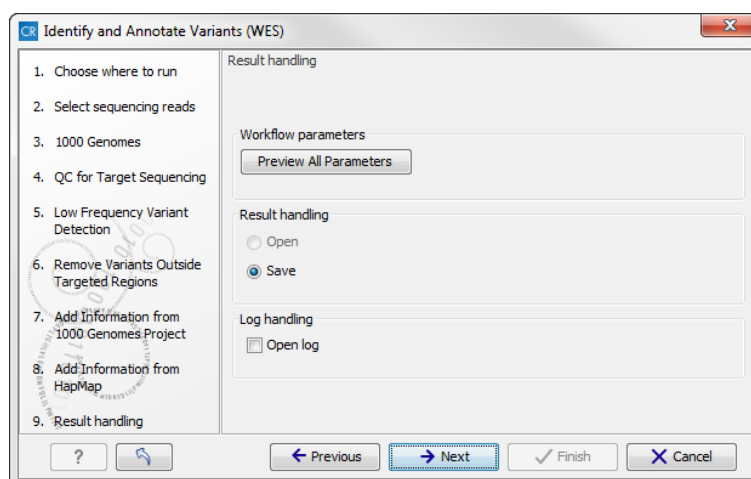 CR Identify and Annotate Variants (WES)
1. Choose where to run
2. Select sequencing reads
3. 1000 Genomes
4. QC for Target Sequencing
5. Low Frequency Variant
Detection
6. Remove Variants Outside
Targeted Regions
7. Add Information from
1000 Genomes Project
8. Add Information from
HapMap
9. Result handling
Result handling
Workflow parameters
Preview All Parameters
Result handling
Open
Save
Log handling
Open log
? Previous Next Finish Cancel